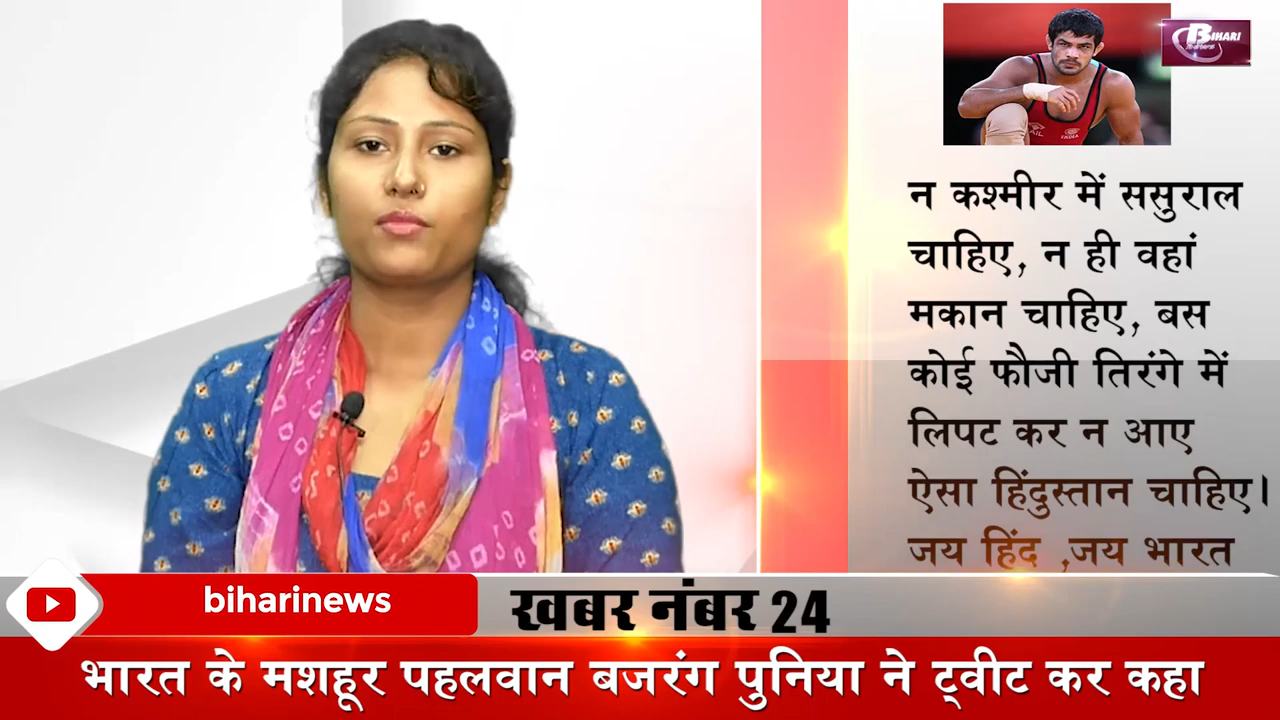 BIHARI
न कश्मीर में ससुराल
चाहिए, न ही वहां
मकान चाहिए, बस
कोई फौजी तिरंगे में
लिपट कर न आए
ऐसा हिंदुस्तान चाहिए।
जय हिंद ,जय भारत
biharinews
खबर नंबर 24
भारत के मशहूर पहलवान बजरंग पुनिया ने ट्वीट कर कहा